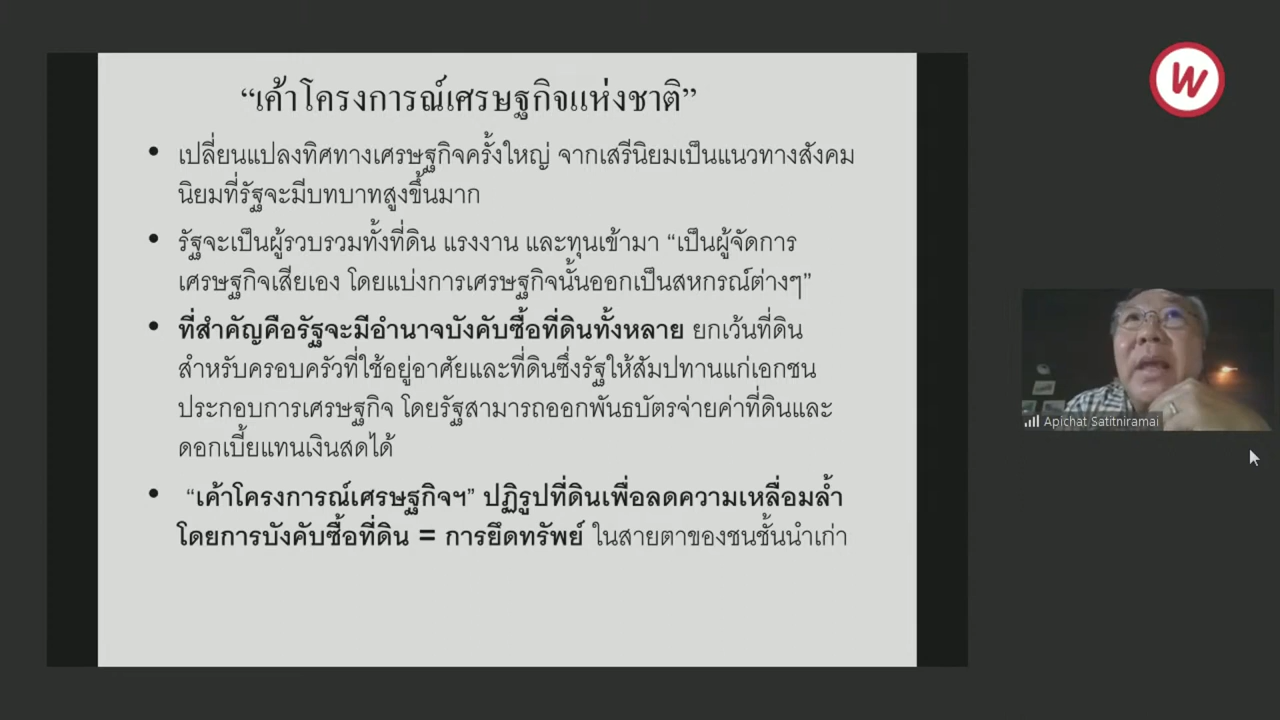 “เค้าโครงการณ์เศรษฐกิจแห่งชาติ”
• เปลี่ยนแปลงทิศทางเศรษฐกิจครั้งใหญ่ จากเสรีนิยมเป็นแนวทางสังคม
นิยมที่รัฐจะมีบทบาทสูงขึ้นมาก
• รัฐจะเป็นผู้รวบรวมทั้งที่ดิน แรงงาน และทุนเข้ามา “เป็นผู้จัดการ
เศรษฐกิจเสียเอง โดยแบ่งการเศรษฐกิจนั้นออกเป็นสหกรณ์ต่างๆ”
• ที่สำคัญคือรัฐจะมีอำนาจบังคับซื้อที่ดินทั้งหลาย ยกเว้นที่ดิน
สำหรับครอบครัวที่ใช้อยู่อาศัยและที่ดินซึ่งรัฐให้สัมปทานแก่เอกชน
ประกอบการเศรษฐกิจ โดยรัฐสามารถออกพันธบัตรจ่ายค่าที่ดินและ
ดอกเบี้ยแทนเงินสดได้
• “เค้าโครงการณ์เศรษฐกิจฯ” ปฏิรูปที่ดินเพื่อลดความเหลื่อมล้ำ
โดยการบังคับซื้อที่ดิน = การยึดทรัพย์ ในสายตาของชนชั้นนำเก่า
W
Apichat Satitniramai